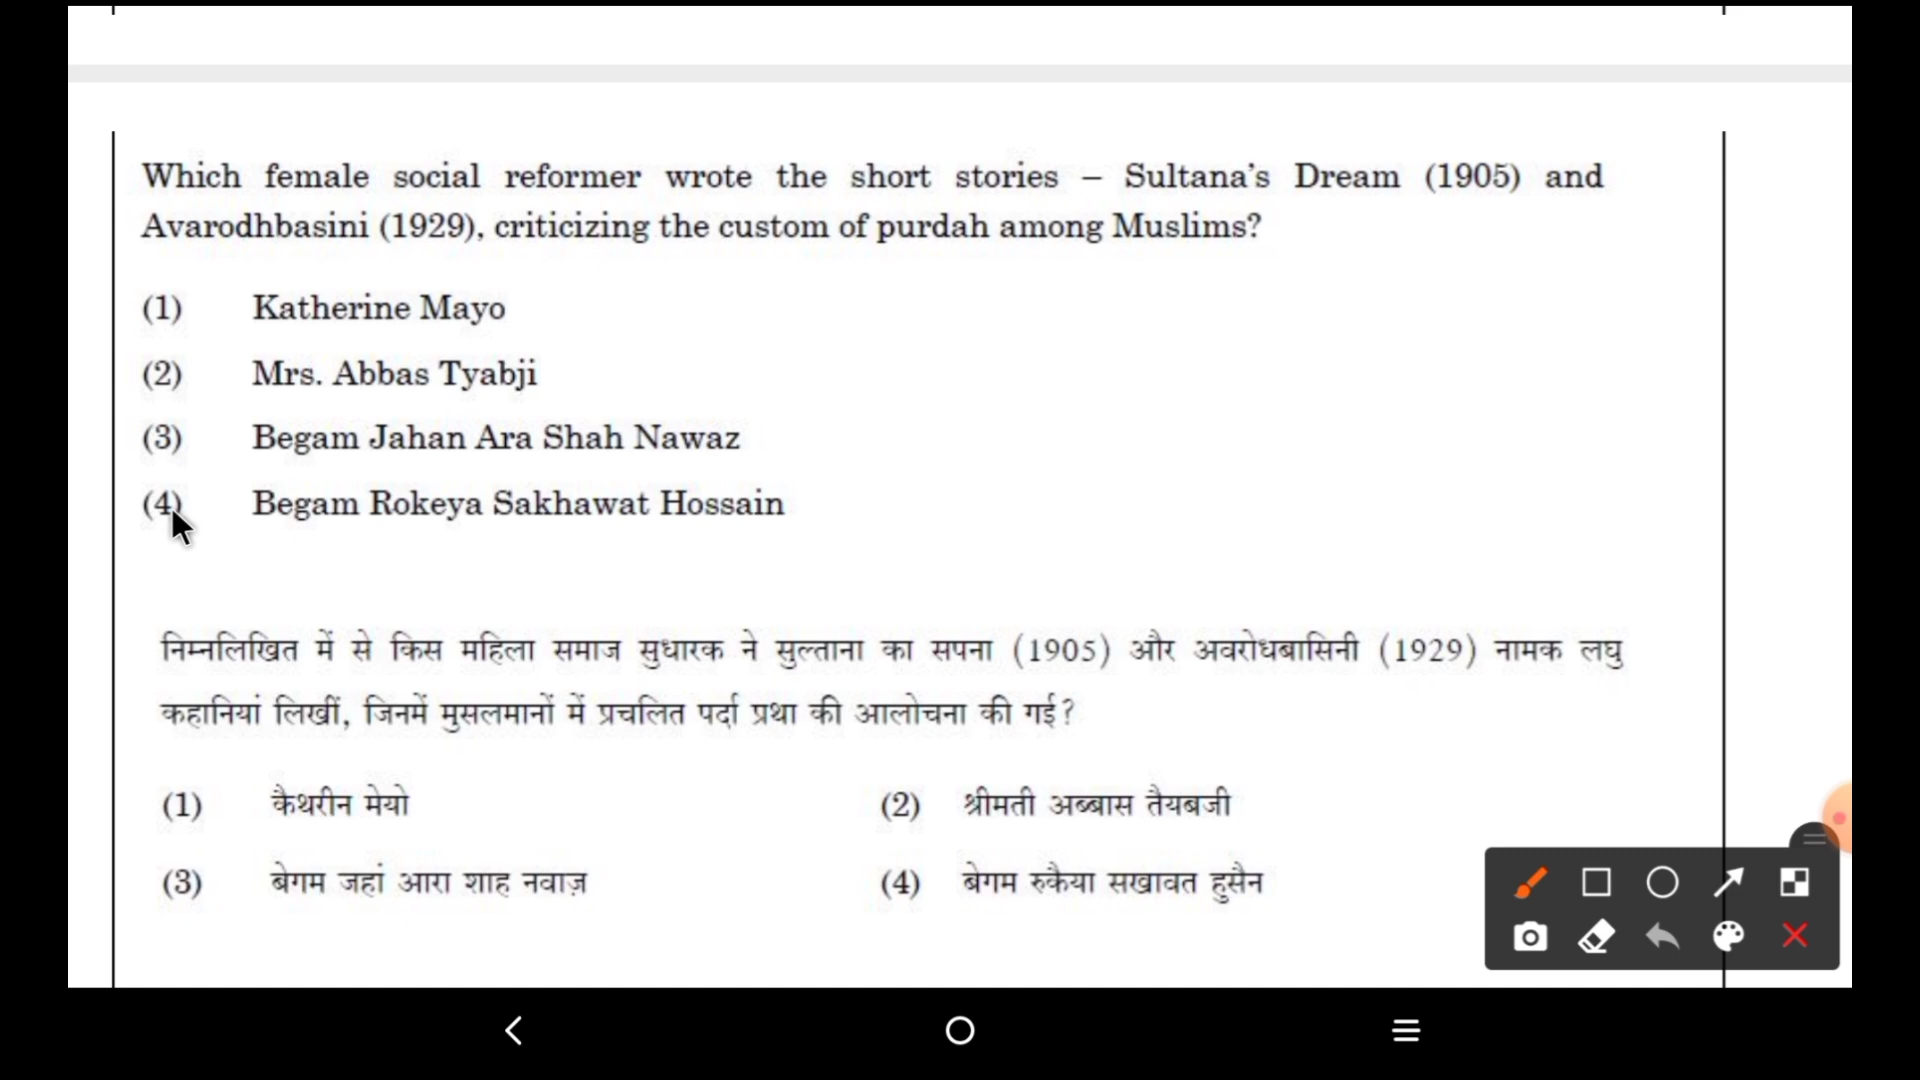 Which female social reformer wrote the short stories – Sultana's Dream (1905) and
Avarodhbasini (1929), criticizing the custom of purdah among Muslims?
(1) Katherine Mayo
(2) Mrs. Abbas Tyabji
(3) Begam Jahan Ara Shah Nawaz
(4) Begam Rokeya Sakhawat Hossain
निम्नलिखित में से किस महिला समाज सुधारक ने सुल्ताना का सपना (1905) और अवरोधबासिनी (1929) नामक लघु
कहानियां लिखीं, जिनमें मुसलमानों में प्रचलित पर्दा प्रथा की आलोचना की गई?
(1) कैथरीन मेयो (2) श्रीमती अब्बास तैयबजी
(3) बेगम जहां आरा शाह नवाज़ (4) बेगम रुकैया सखावत हुसैन